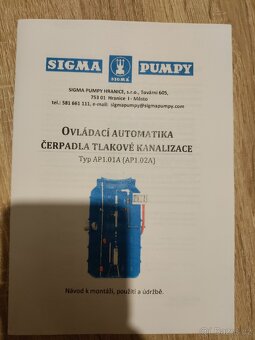 SIGMA PUMPY
SIGMA
SIGMA PUMPY HRANICE, s.r.o., Tovární 605,
753 01 Hranice I - Město
tel.: 581 661 111, e-mail: sigmapumpy@sigmapumpy.com
OVLÁDACÍ AUTOMATIKA
ČERPADLA TLAKOVÉ KANALIZACE
Typ AP1.01A (AP1.02A)
Návod k montáži, použití a údržbě.